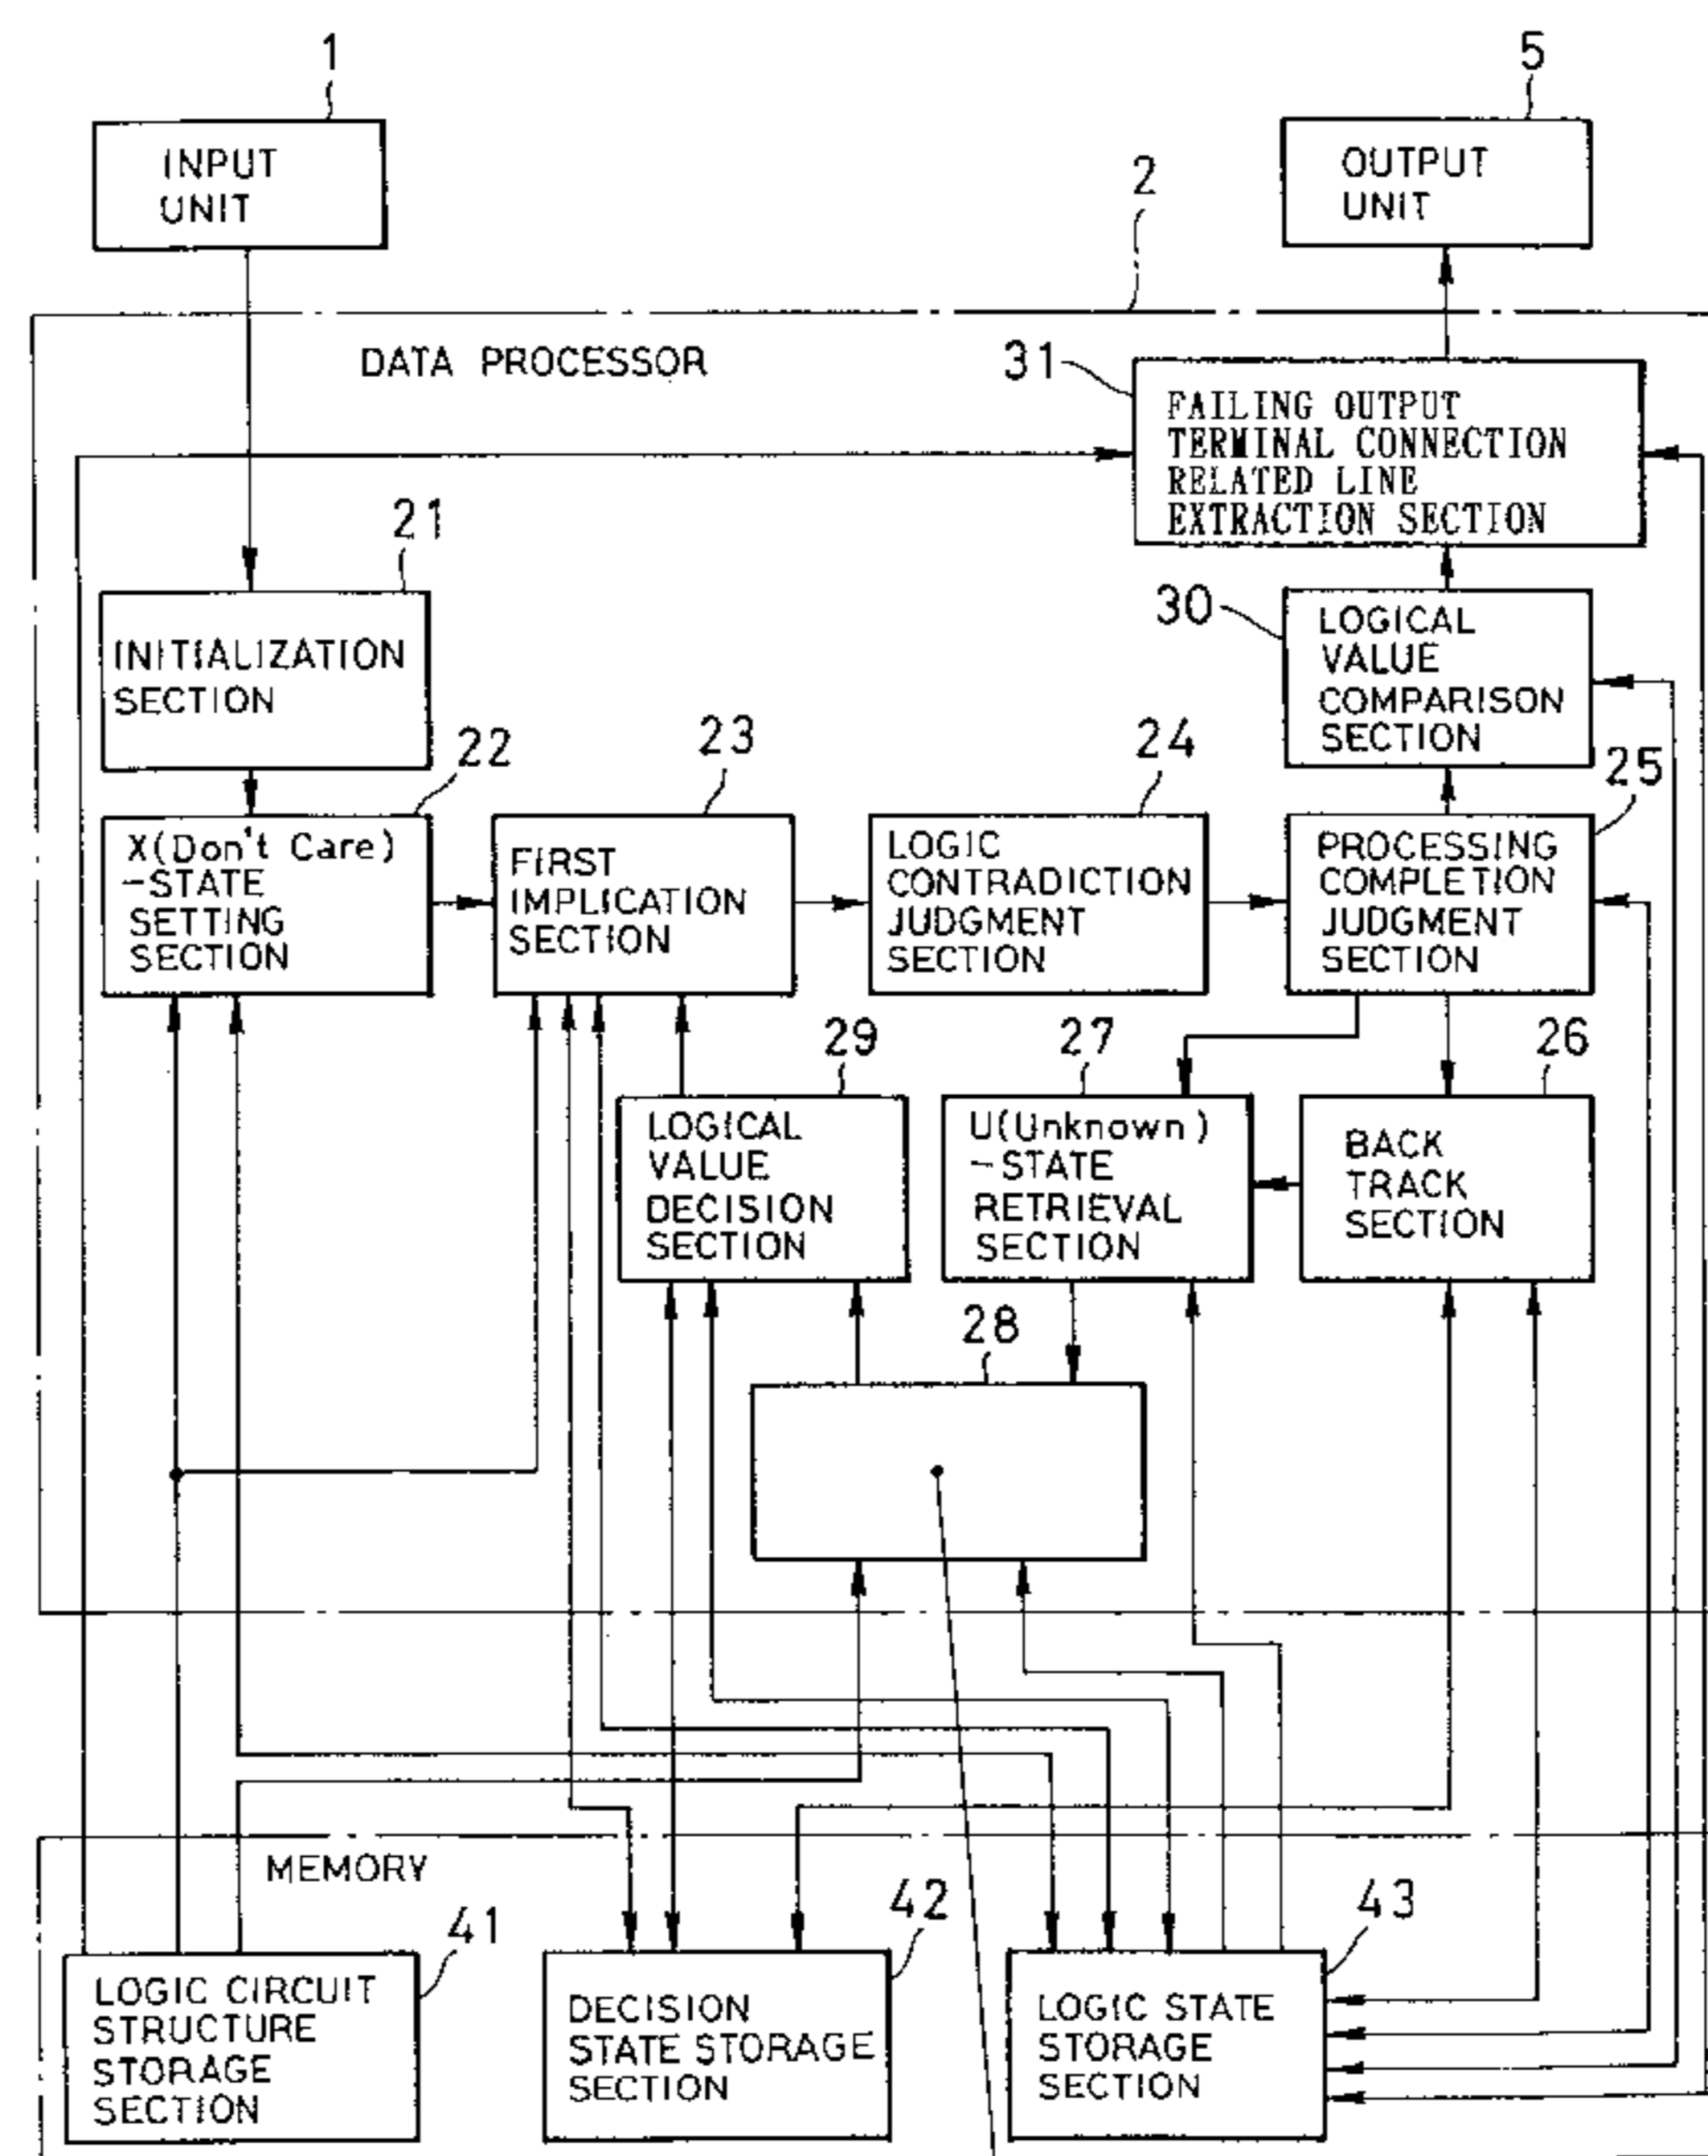 1
5
INPUT
UNIT
OUTPUT
UNIT
2
DATA PROCESSOR
31
FAILING OUTPUT
TERMINAL CONNECTION
RELATED LINE
EXTRACTION SECTION
21
INITIALIZATION
SECTION
30
LOGICAL
VALUE
COMPARISON
SECTION
22
X(Don't Care)
-STATE
SETTING
SECTION
23
FIRST
IMPLICATION
SECTION
24
LOGIC
CONTRADICTION
JUDGMENT
SECTION
25
PROCESSING
COMPLETION
JUDGMENT
SECTION
29
LOGICAL
VALUE
DECISION
SECTION
27
U(Unknown)
-STATE
RETRIEVAL
SECTION
26
BACK
TRACK
SECTION
28
MEMORY
41
LOGIC CIRCUIT
STRUCTURE
STORAGE
SECTION
42
DECISION
STATE STORAGE
SECTION
43
LOGIC STATE
STORAGE
SECTION